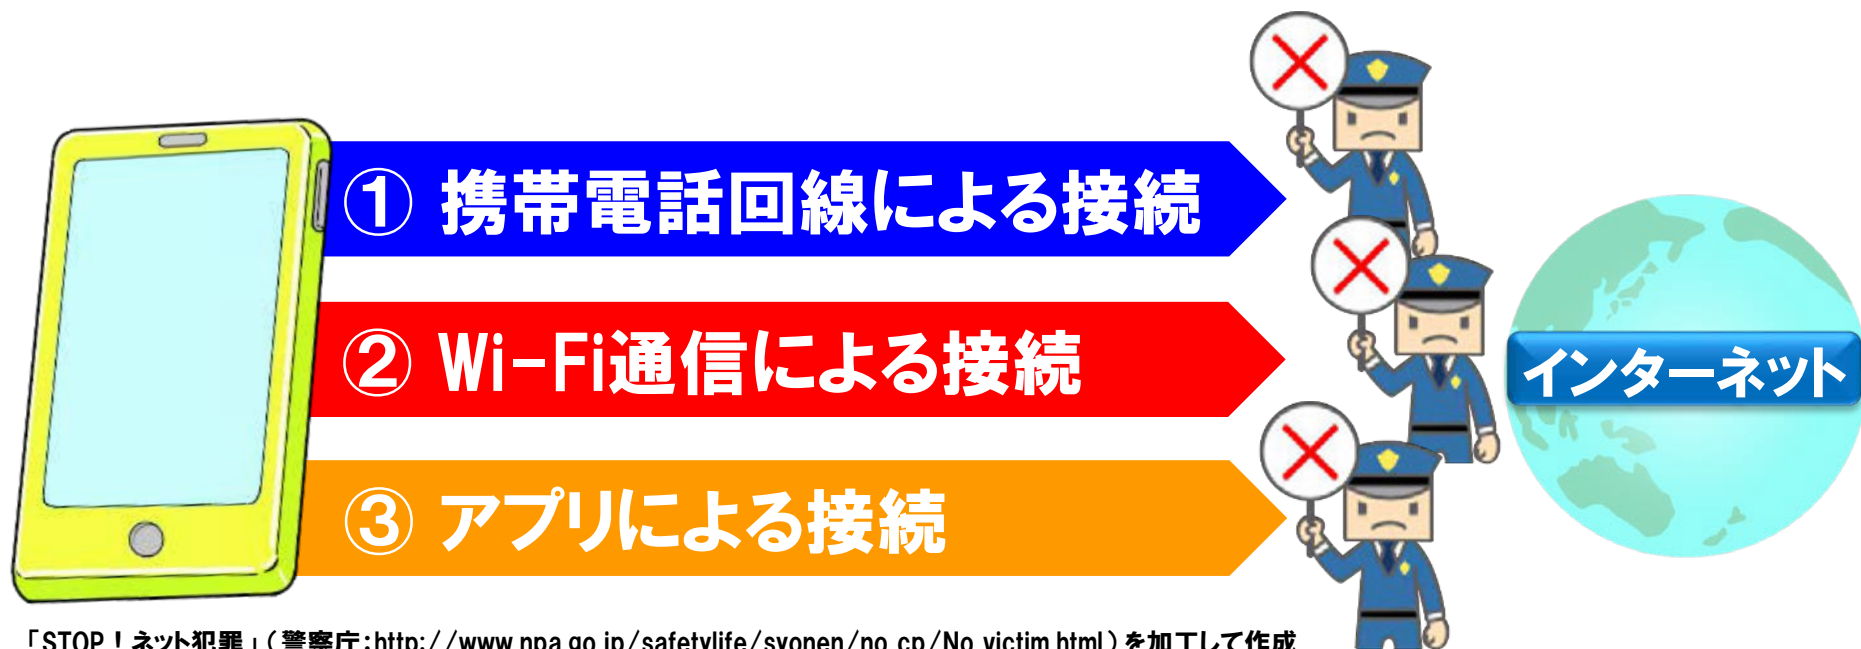 ① 携帯電話回線による接続
② Wi-Fi通信による接続
インターネット
③ アプリによる接続
「STOP！ネット犯罪」（警察庁：http://www.npa.go.jp/safetylife/syonen/no_cp/No_victim.html）を加工して作成